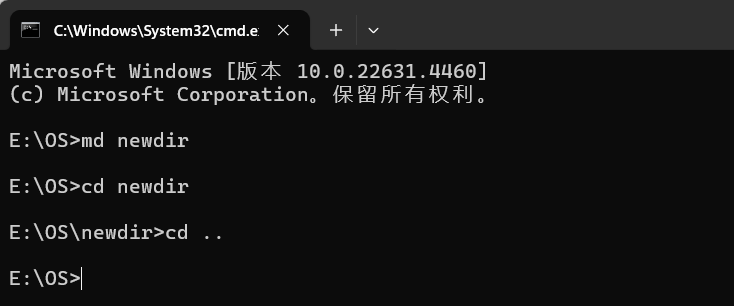 C:\Windows\System32\cmd.e
Microsoft Windows [版本 10.0.22631.4460]
(c) Microsoft Corporation。保留所有权利。
E:\OS>md newdir
E:\OS>cd newdir
E:\OS\newdir>cd ..
E:\OS>